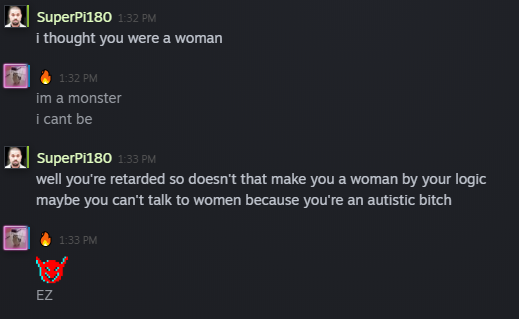 SuperPi180 1:32 PM
i thought you were a woman
🔥 1:32 PM
im a monster
i cant be
SuperPi180 1:33 PM
well you're retarded so doesn't that make you a woman by your logic
maybe you can't talk to women because you're an autistic bitch
🔥 1:33 PM
EZ